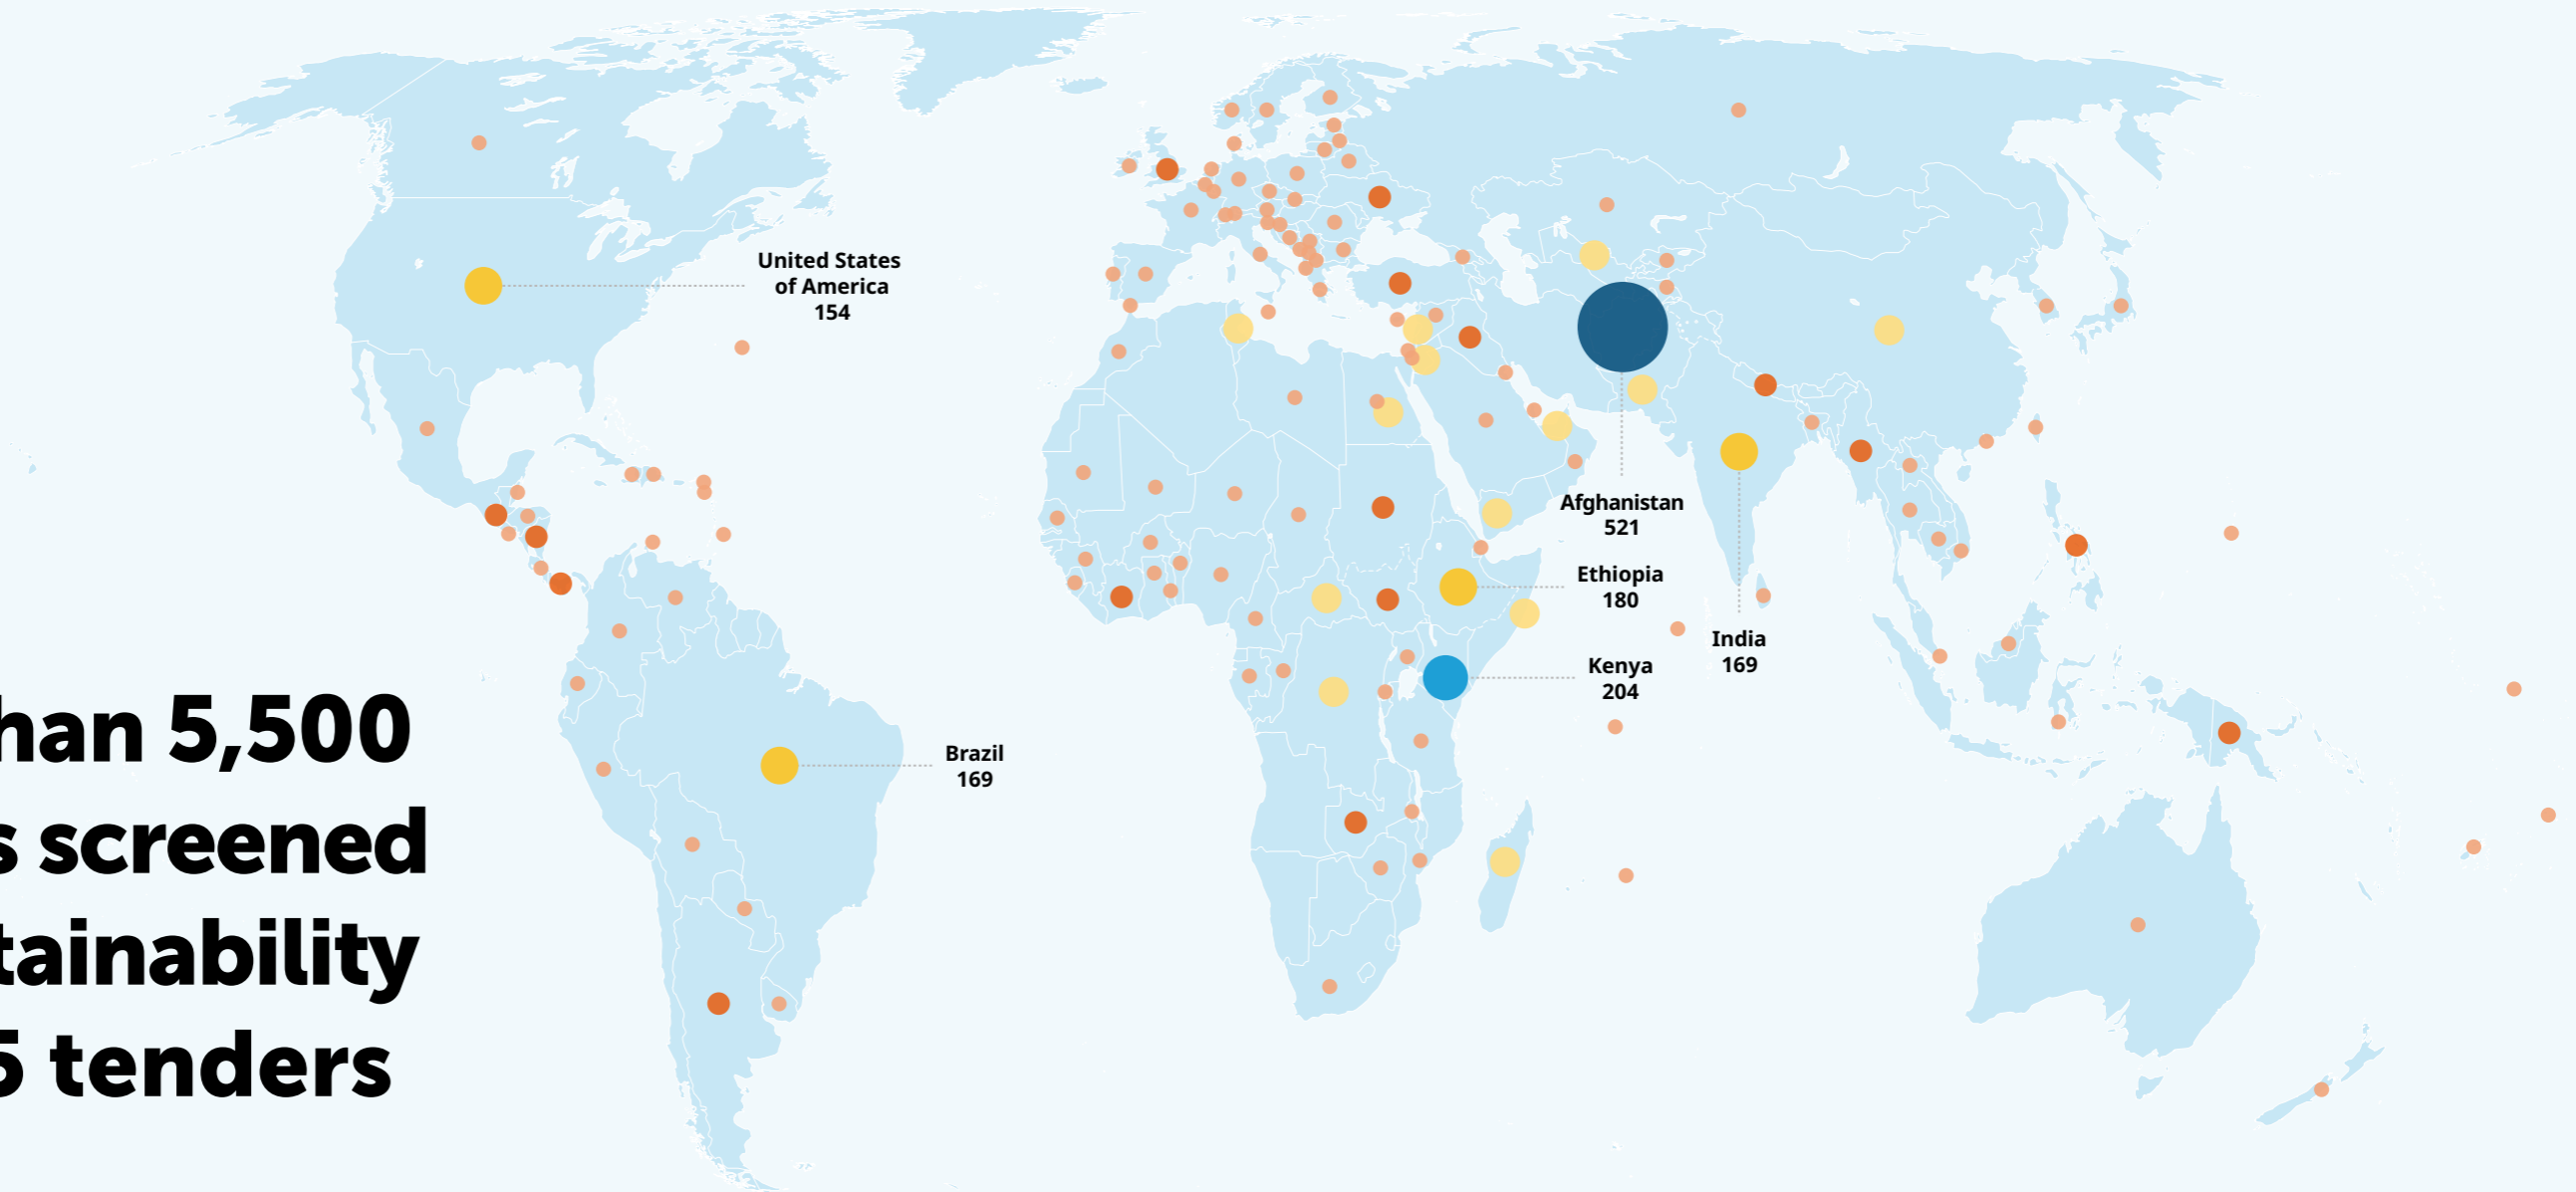 United States
of America
154
Afghanistan
521
Ethiopia
180
India
169
Kenya
204
Brazil
169
han 5,500
s screened
tainability
5 tenders